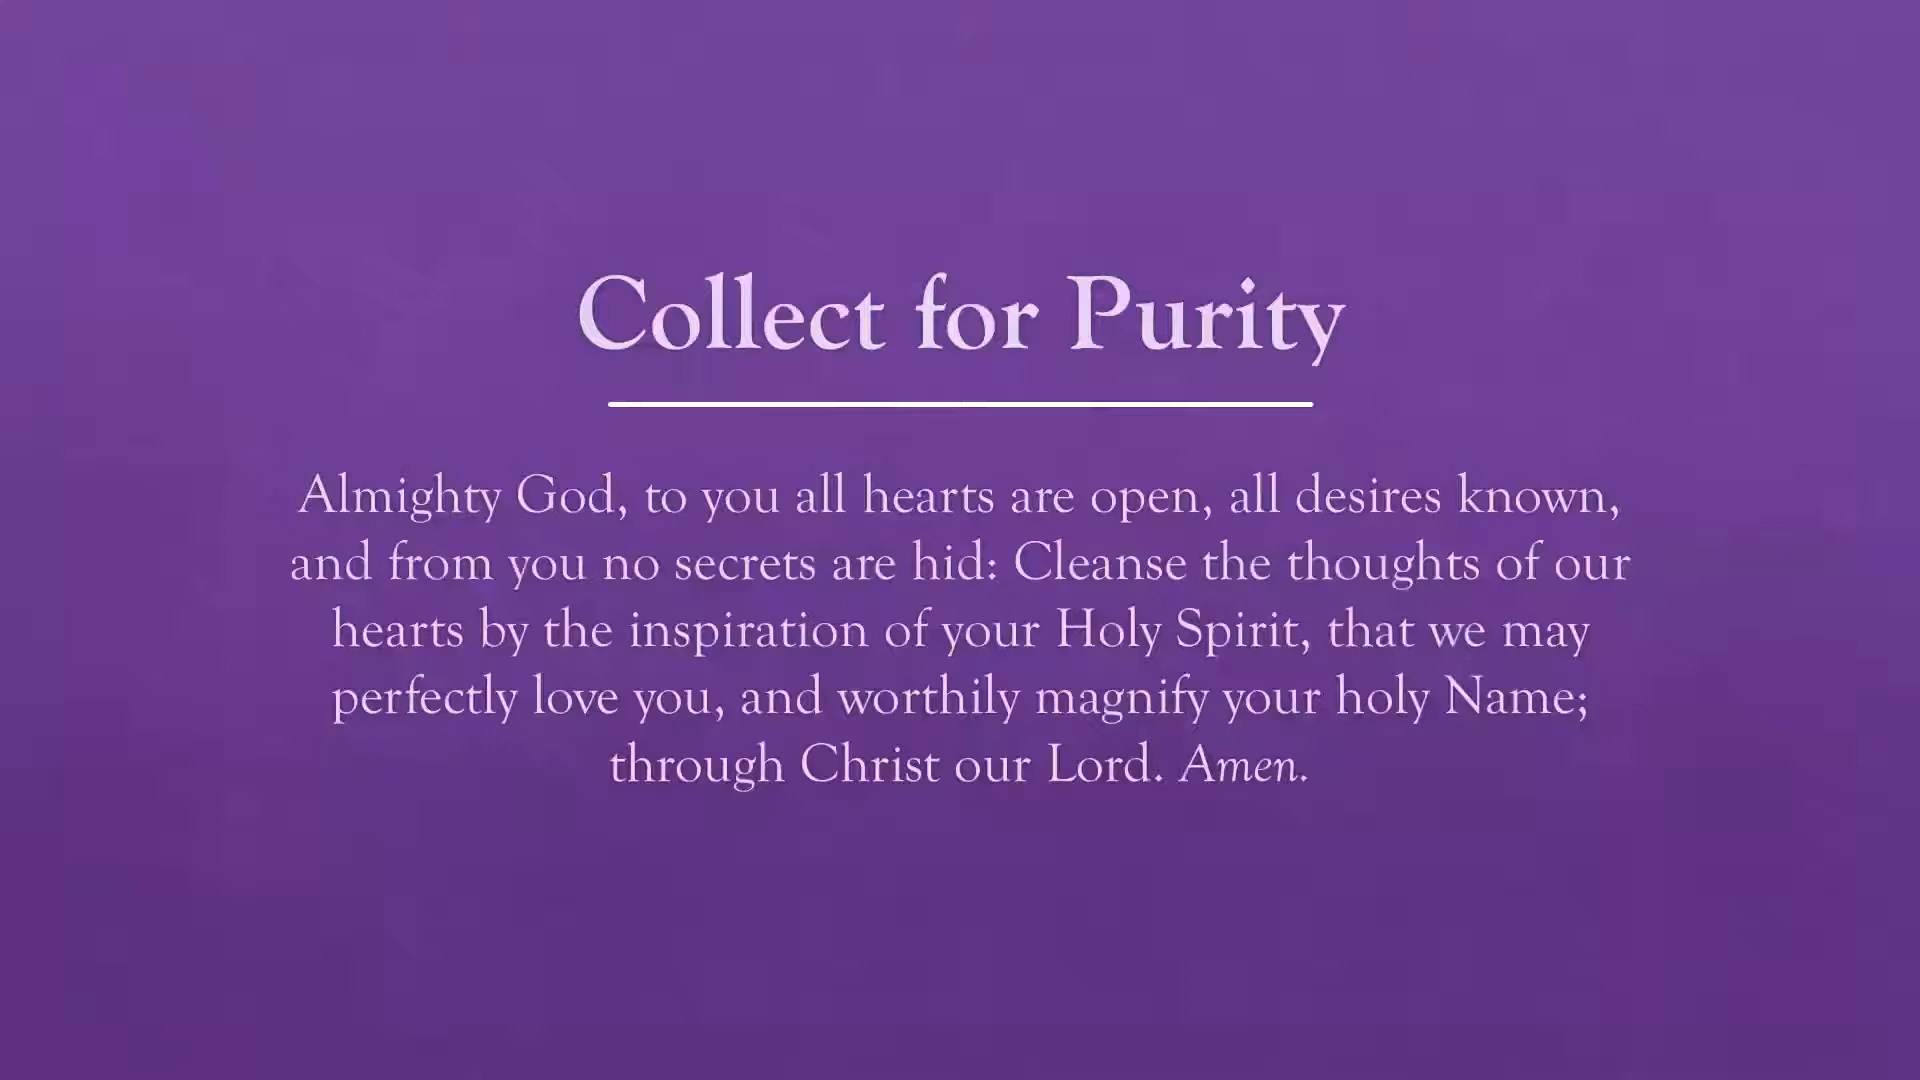 Collect for Purity
Almighty God, to you all hearts are open, all desires known,
and from you no secrets are hid: Cleanse the thoughts of our
hearts by the inspiration of your Holy Spirit, that we may
perfectly love you, and worthily magnify your holy Name;
through Christ our Lord. Amen.